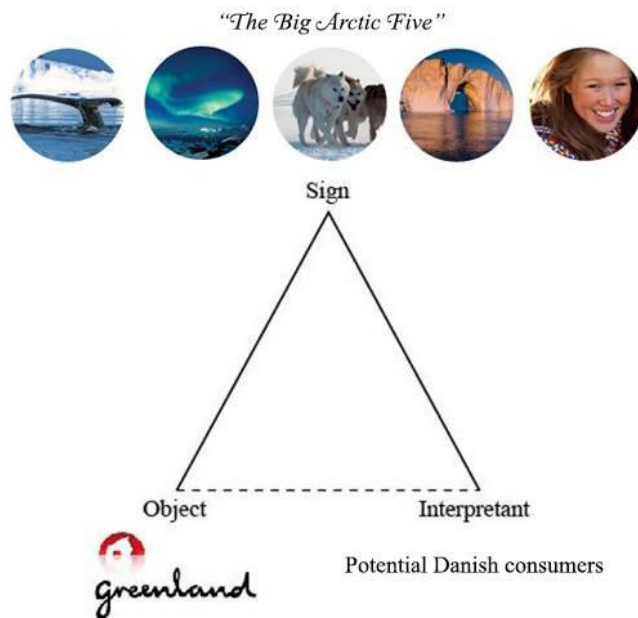 “The Big Arctic Five”
Sign
Object
Interpretant
greenland
Potential Danish consumers